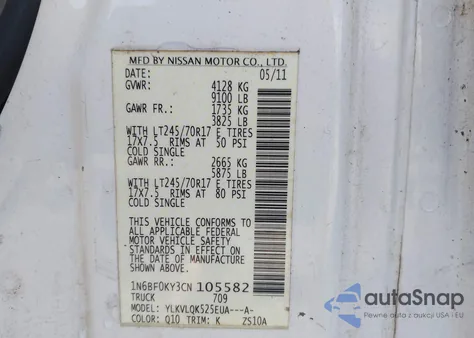 MFD BY NISSAN MOTOR CO., LTD.
DATE: 05/11
GVWR: 4128 KG
9100 LB
GAWR FR.: 1735 KG
3825 LB
WITH LT245/70R17 E TIRES
17X7.5 RIMS AT 50 PSI
COLD SINGLE
GAWR RR.: 2665 KG
5875 LB
WITH LT245/70R17 E TIRES
17X7.5 RIMS AT 80 PSI
COLD SINGLE
THIS VEHICLE CONFORMS TO
ALL APPLICABLE FEDERAL
MOTOR VEHICLE SAFETY
STANDARDS IN EFFECT ON
THE DATE OF MANUFACTURE
SHOWN ABOVE.
1N6BF0KY3CN 105582
TRUCK 709
MODEL: YLKVLQK525EUA---A-
COLOR: Q10 TRIM: K ZS10A
autoSnap
Pewne auta z USA i Kanady